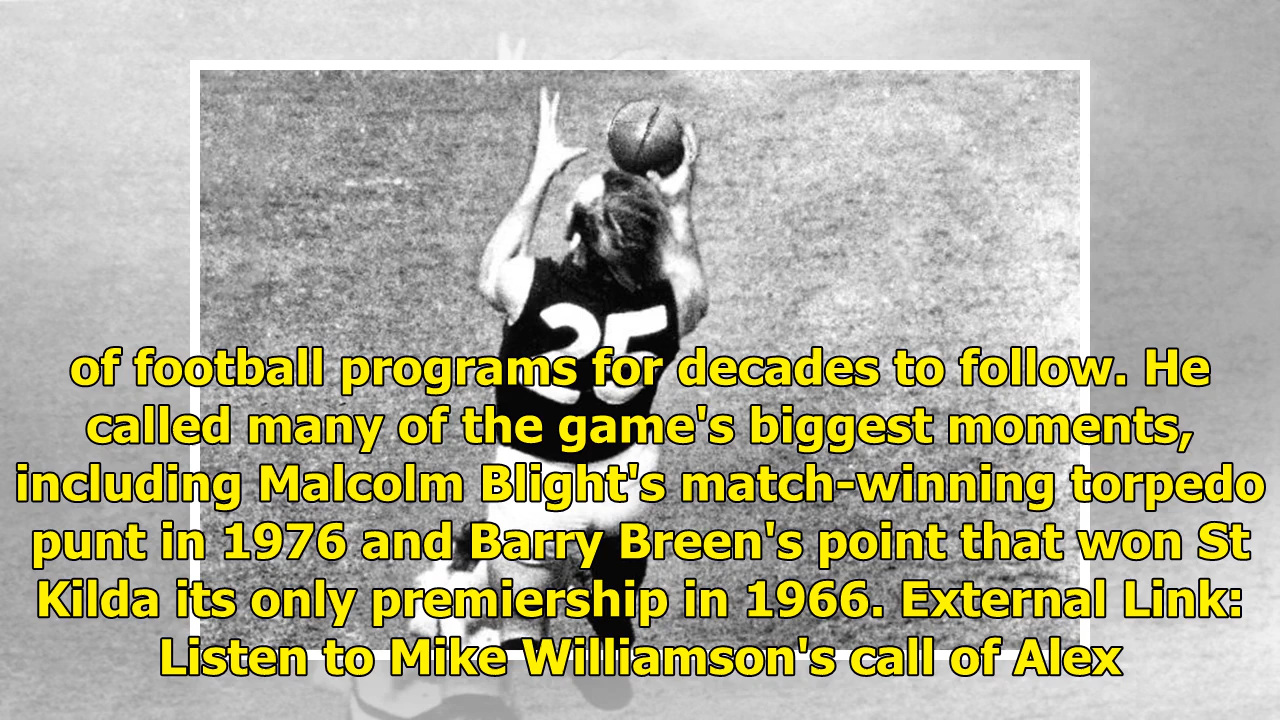 25
of football programs for decades to follow. He
called many of the game's biggest moments,
including Malcolm Blight's match-winning torpedo
punt in 1976 and Barry Breen's point that won St
Kilda its only premiership in 1966. External Link:
Listen to Mike Williamson's call of Alex